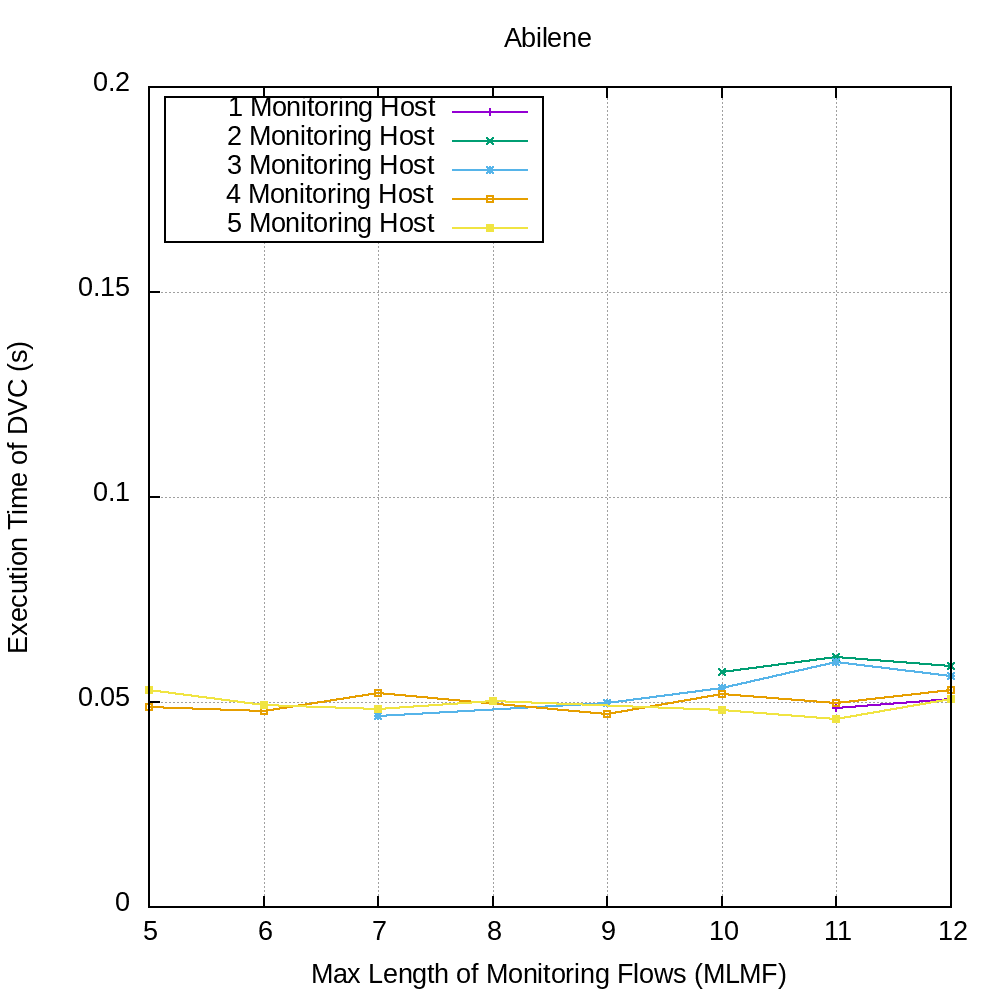 Abilene
0.2
0.15
0.1
0.05
0
Execution Time of DVC (s)
1 Monitoring Host
2 Monitoring Host
3 Monitoring Host
4 Monitoring Host
5 Monitoring Host
5 6 7 8 9 10 11 12
Max Length of Monitoring Flows (MLMF)